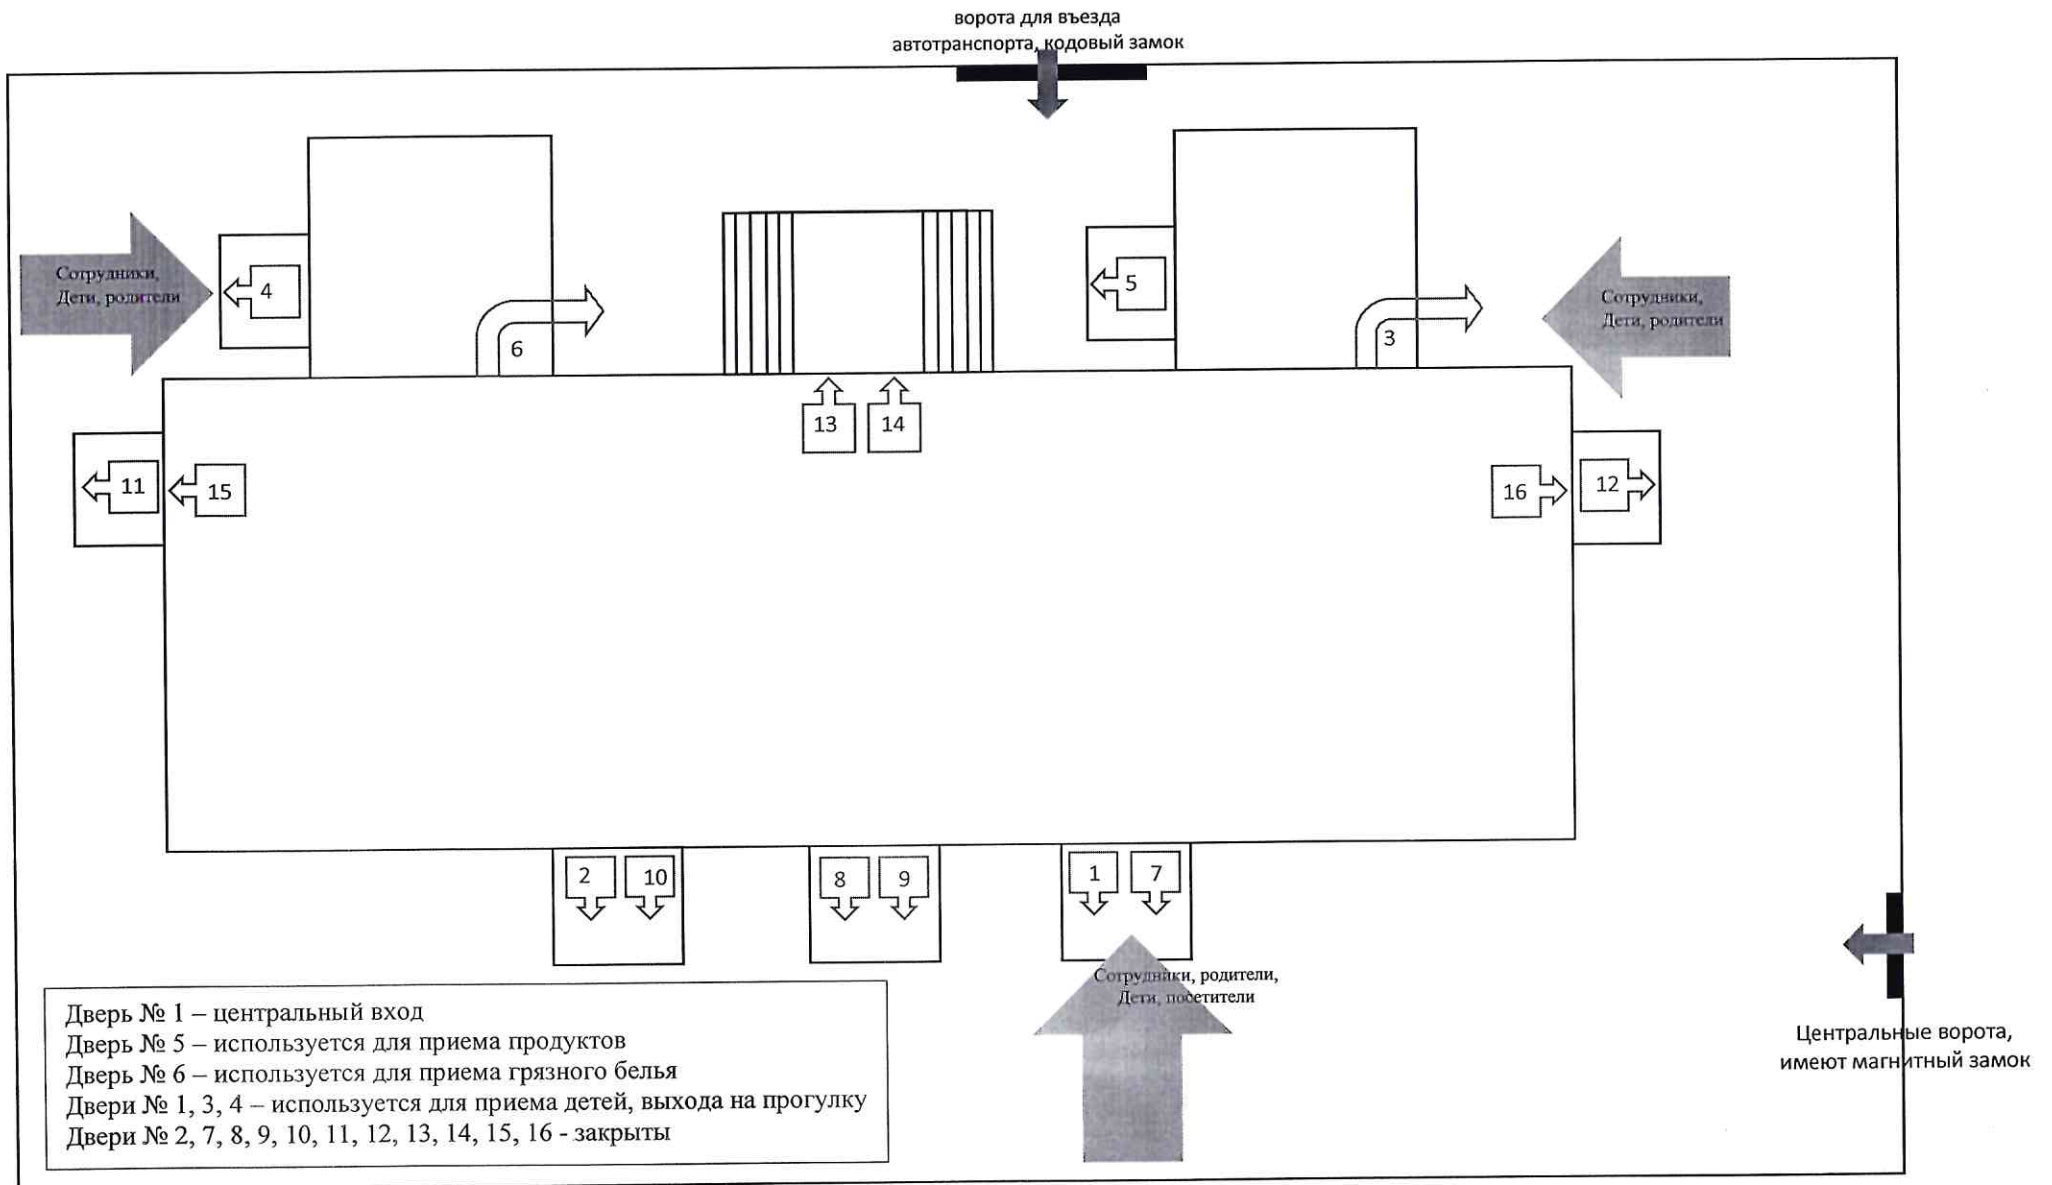 ворота для въезда
автотранспорта, кодовый замок
Сотрудники,
Дети, родители
4
6
5
3
Сотрудники,
Дети, родители
13
14
11
15
16
12
2
10
8
9
1
7
Сотрудники, родители,
Дети, посетители
Центральные ворота,
имеют магнитный замок
Дверь № 1 – центральный вход
Дверь № 5 – используется для приема продуктов
Дверь № 6 – используется для приема грязного белья
Двери № 1, 3, 4 – используется для приема детей, выхода на прогулку
Двери № 2, 7, 8, 9, 10, 11, 12, 13, 14, 15, 16 - закрыты